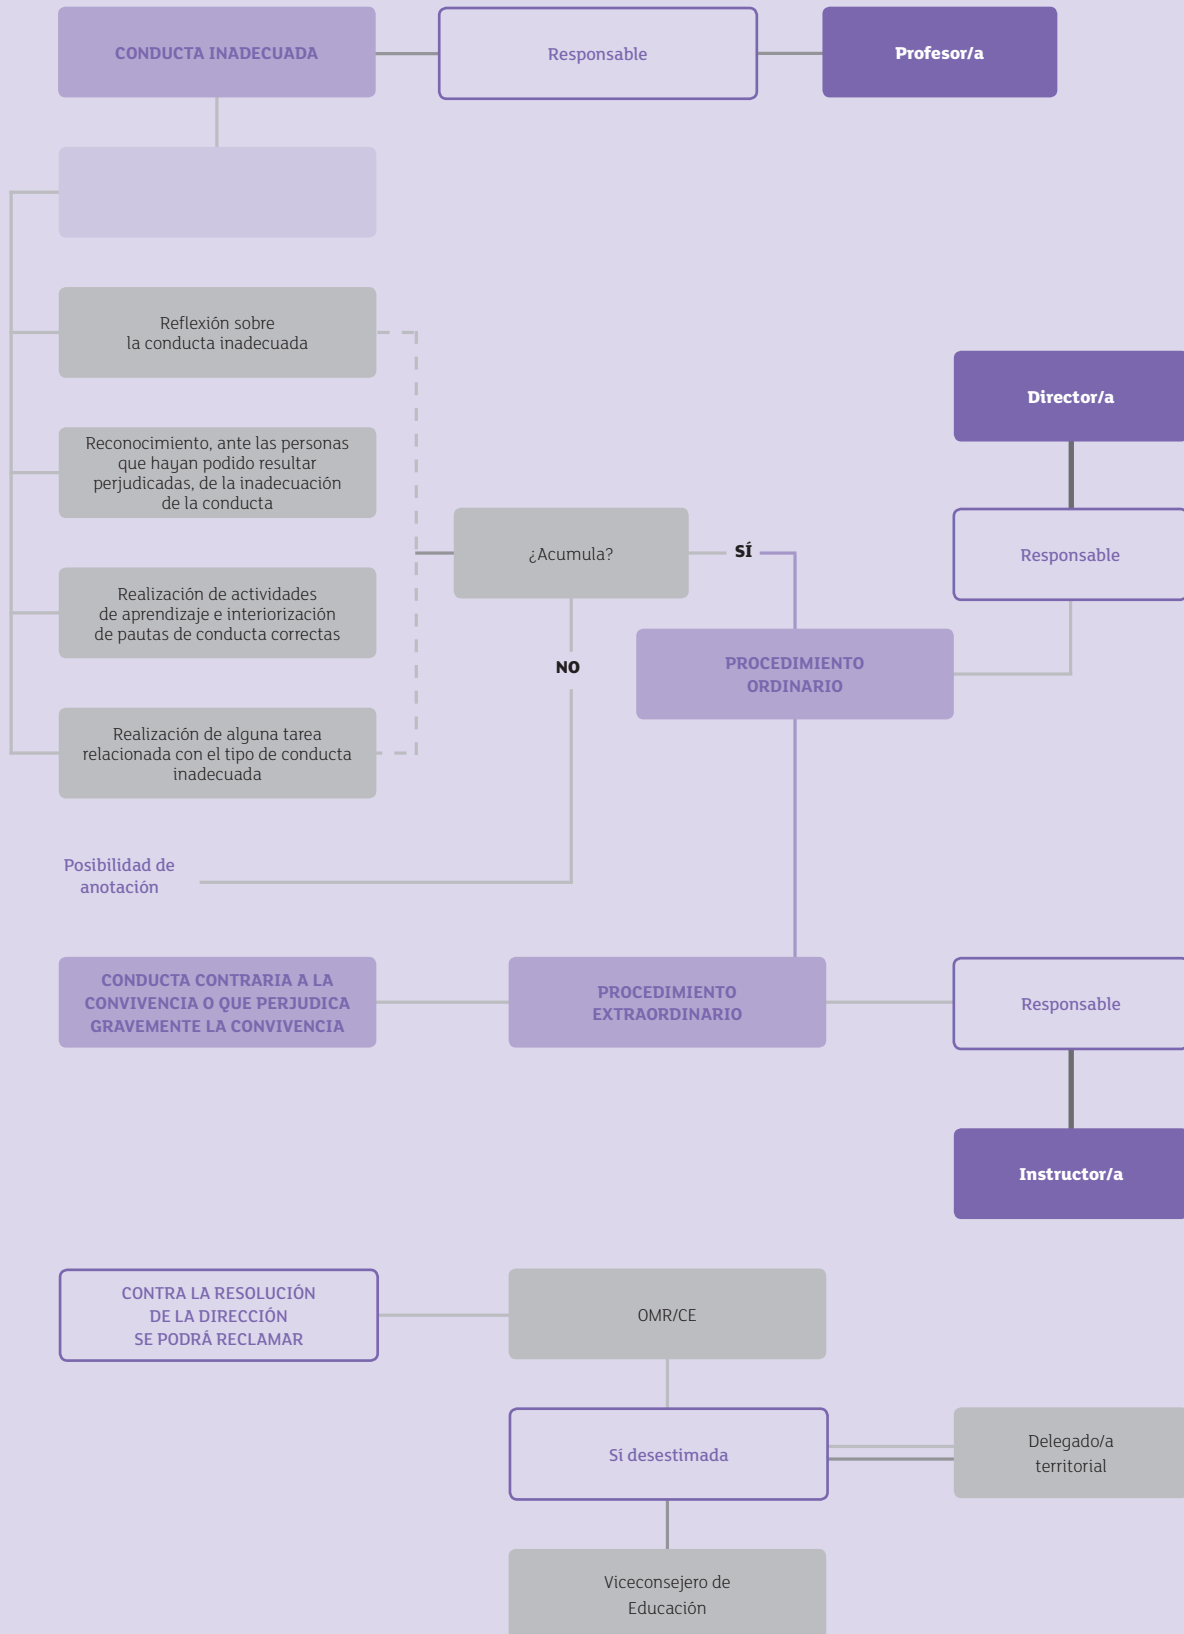 CONDUCTA INADECUADA
Responsable
Profesor/a
Reflexión sobre
la conducta inadecuada
Director/a
Reconocimiento, ante las personas
que hayan podido resultar
perjudicadas, de la inadecuación
de la conducta
¿Acumula?
SÍ
Responsable
Realización de actividades
de aprendizaje e interiorización
de pautas de conducta correctas
NO
PROCEDIMIENTO
ORDINARIO
Realización de alguna tarea
relacionada con el tipo de conducta
inadecuada
Posibilidad de
anotación
CONDUCTA CONTRARIA A LA
CONVIVENCIA O QUE PERJUDICA
GRAVEMENTE LA CONVIVENCIA
PROCEDIMIENTO
EXTRAORDINARIO
Responsable
Instructor/a
CONTRA LA RESOLUCIÓN
DE LA DIRECCIÓN
SE PODRÁ RECLAMAR
OMR/CE
Sí desestimada
Delegado/a
territorial
Viceconsejero de
Educación